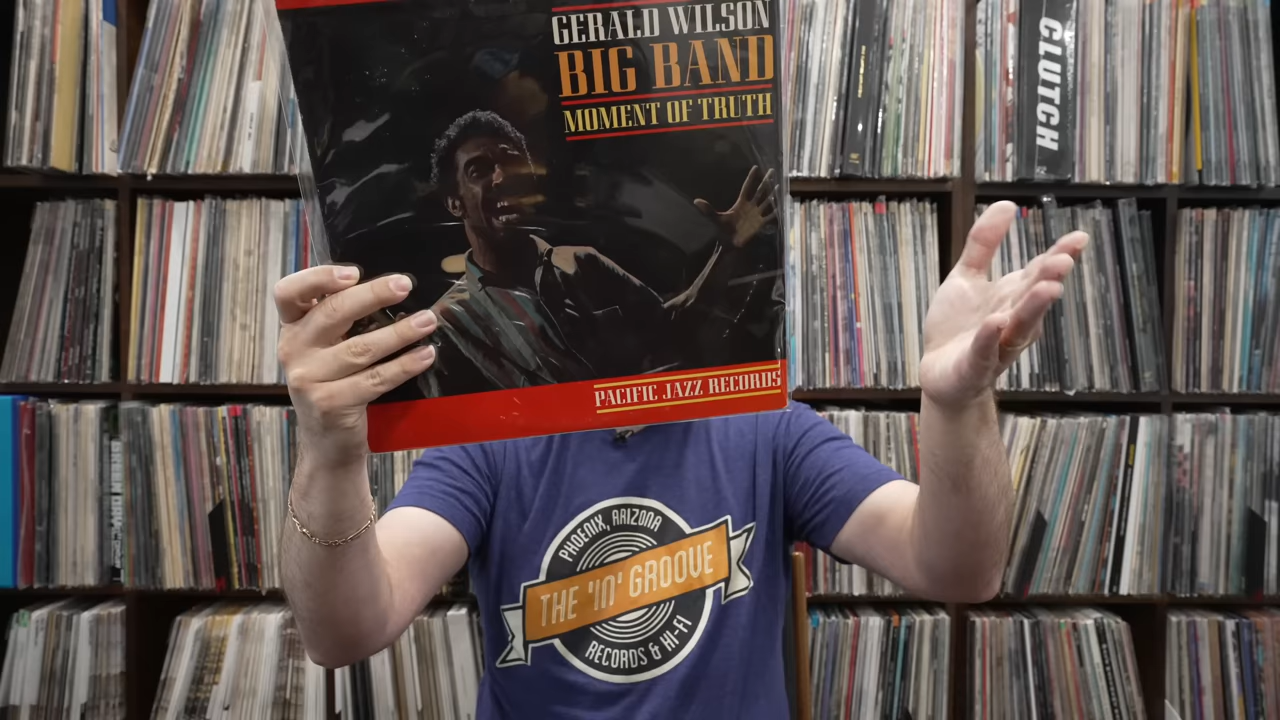 GERALD WILSON
BIG BAND
MOMENT OF TRUTH
CLUTCH
PACIFIC JAZZ RECORDS
PHOENIX, ARIZONA
THE 'IN' GROOVE
RECORDS & HI-FI